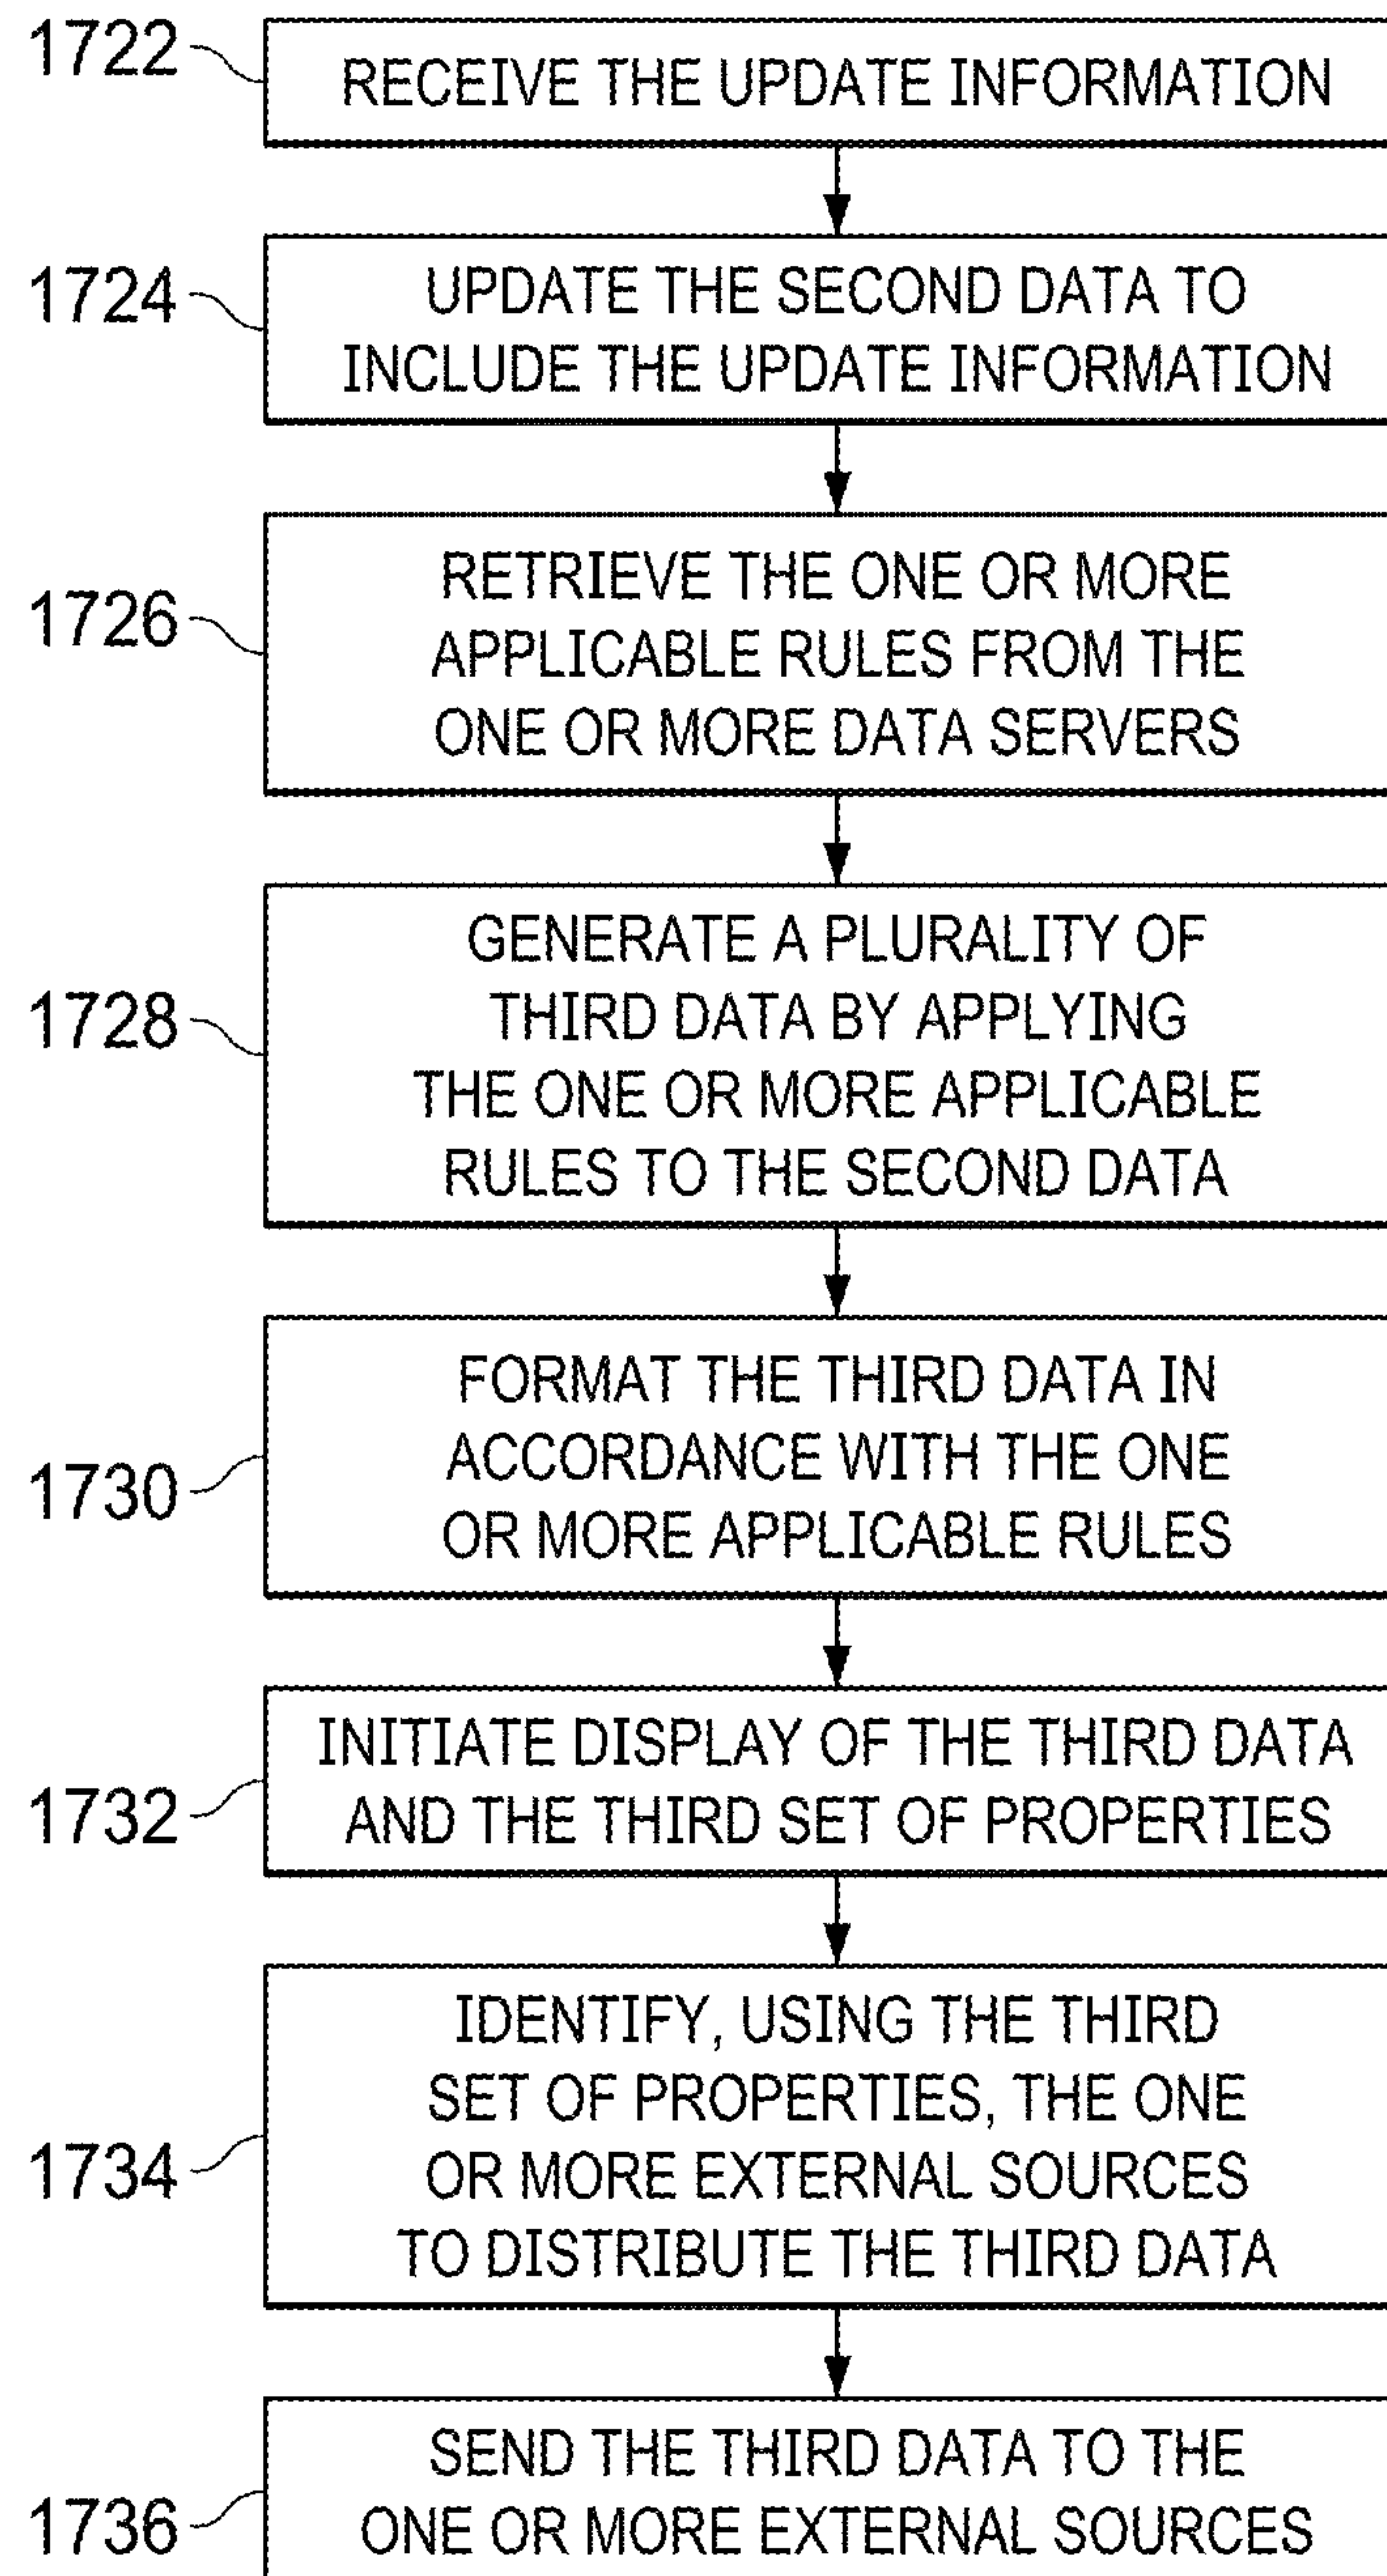 1722
RECEIVE THE UPDATE INFORMATION
1724
UPDATE THE SECOND DATA TO
INCLUDE THE UPDATE INFORMATION
1726
RETRIEVE THE ONE OR MORE
APPLICABLE RULES FROM THE
ONE OR MORE DATA SERVERS
1728
GENERATE A PLURALITY OF
THIRD DATA BY APPLYING
THE ONE OR MORE APPLICABLE
RULES TO THE SECOND DATA
1730
FORMAT THE THIRD DATA IN
ACCORDANCE WITH THE ONE
OR MORE APPLICABLE RULES
1732
INITIATE DISPLAY OF THE THIRD DATA
AND THE THIRD SET OF PROPERTIES
1734
IDENTIFY, USING THE THIRD
SET OF PROPERTIES, THE ONE
OR MORE EXTERNAL SOURCES
TO DISTRIBUTE THE THIRD DATA
1736
SEND THE THIRD DATA TO THE
ONE OR MORE EXTERNAL SOURCES